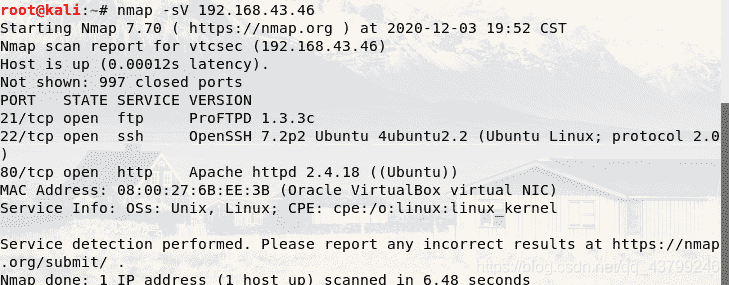 root@kali:~# nmap -sV 192.168.43.46
Starting Nmap 7.70 ( https://nmap.org ) at 2020-12-03 19:52 CST
Nmap scan report for vtcsec (192.168.43.46)
Host is up (0.00012s latency).
Not shown: 997 closed ports
PORT   STATE SERVICE VERSION
21/tcp open  ftp     ProFTPD 1.3.3c
22/tcp open  ssh     OpenSSH 7.2p2 Ubuntu 4ubuntu2.2 (Ubuntu Linux; protocol 2.0
)
80/tcp open  http    Apache httpd 2.4.18 ((Ubuntu))
MAC Address: 08:00:27:6B:EE:3B (Oracle VirtualBox virtual NIC)
Service Info: OSs: Unix, Linux; CPE: cpe:/o:linux:linux_kernel
Service detection performed. Please report any incorrect results at https://nmap
.org/submit/ .
Nmap done: 1 IP address (1 host up) scanned in 6.48 seconds
https://blog.csdn.net/qq_43799246